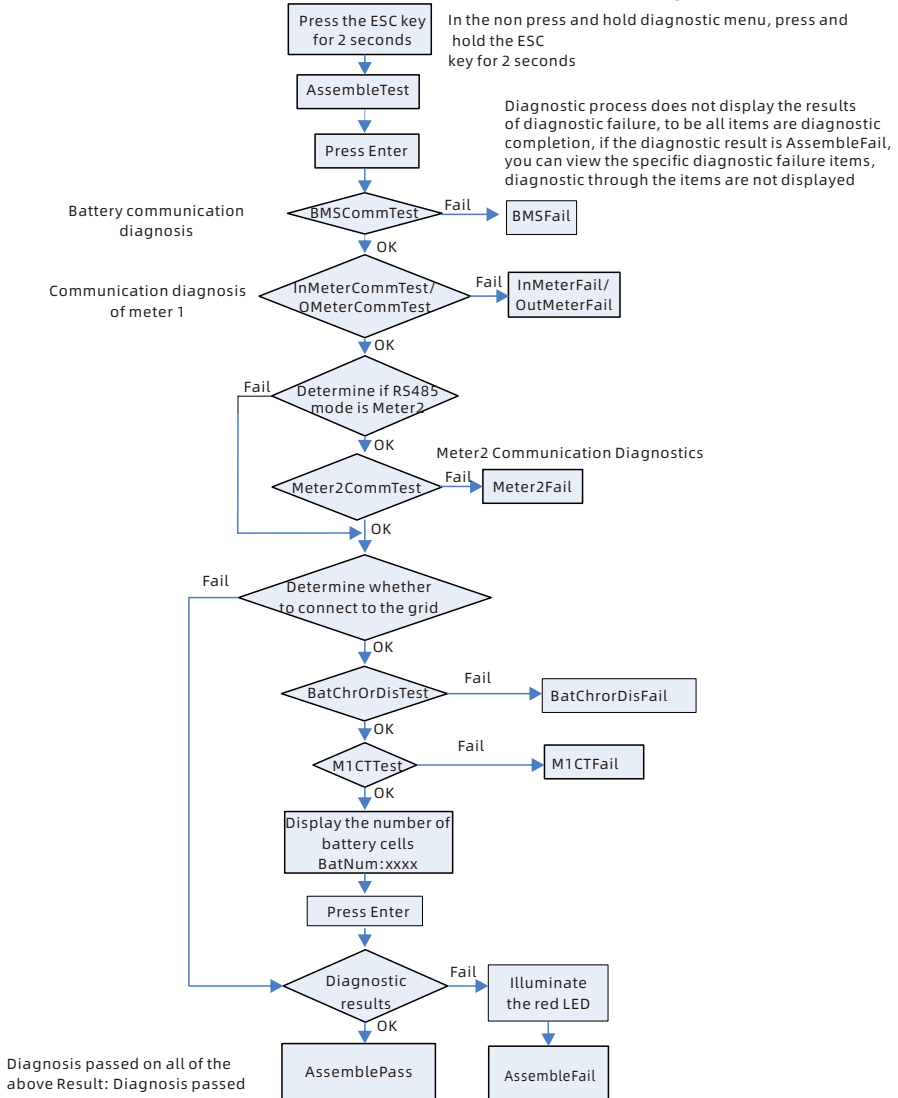 Press the ESC key
for 2 seconds
In the non press and hold diagnostic menu, press and
hold the ESC
key for 2 seconds
AssembleTest
Diagnostic process does not display the results
of diagnostic failure, to be all items are diagnostic
completion, if the diagnostic result is AssembleFail,
you can view the specific diagnostic failure items,
diagnostic through the items are not displayed
Press Enter
Battery communication
diagnosis
BMSCommTest
Fail
BMSFail
OK
Communication diagnosis
of meter 1
InMeterCommTest/
OMeterCommTest
Fail
InMeterFail/
OutMeterFail
OK
Fail
Determine if RS485
mode is Meter2
OK
Meter2 Communication Diagnostics
Meter2CommTest
Fail
Meter2Fail
OK
Fail
Determine whether
to connect to the grid
OK
BatChrOrDisTest
Fail
BatChrorDisFail
OK
M1CTTest
Fail
M1CTFail
OK
Display the number of
battery cells
BatNum:xxxx
Press Enter
Diagnostic
results
Fail
Illuminate
the red LED
OK
Diagnosis passed on all of the
above Result: Diagnosis passed
AssemblePass
AssembleFail